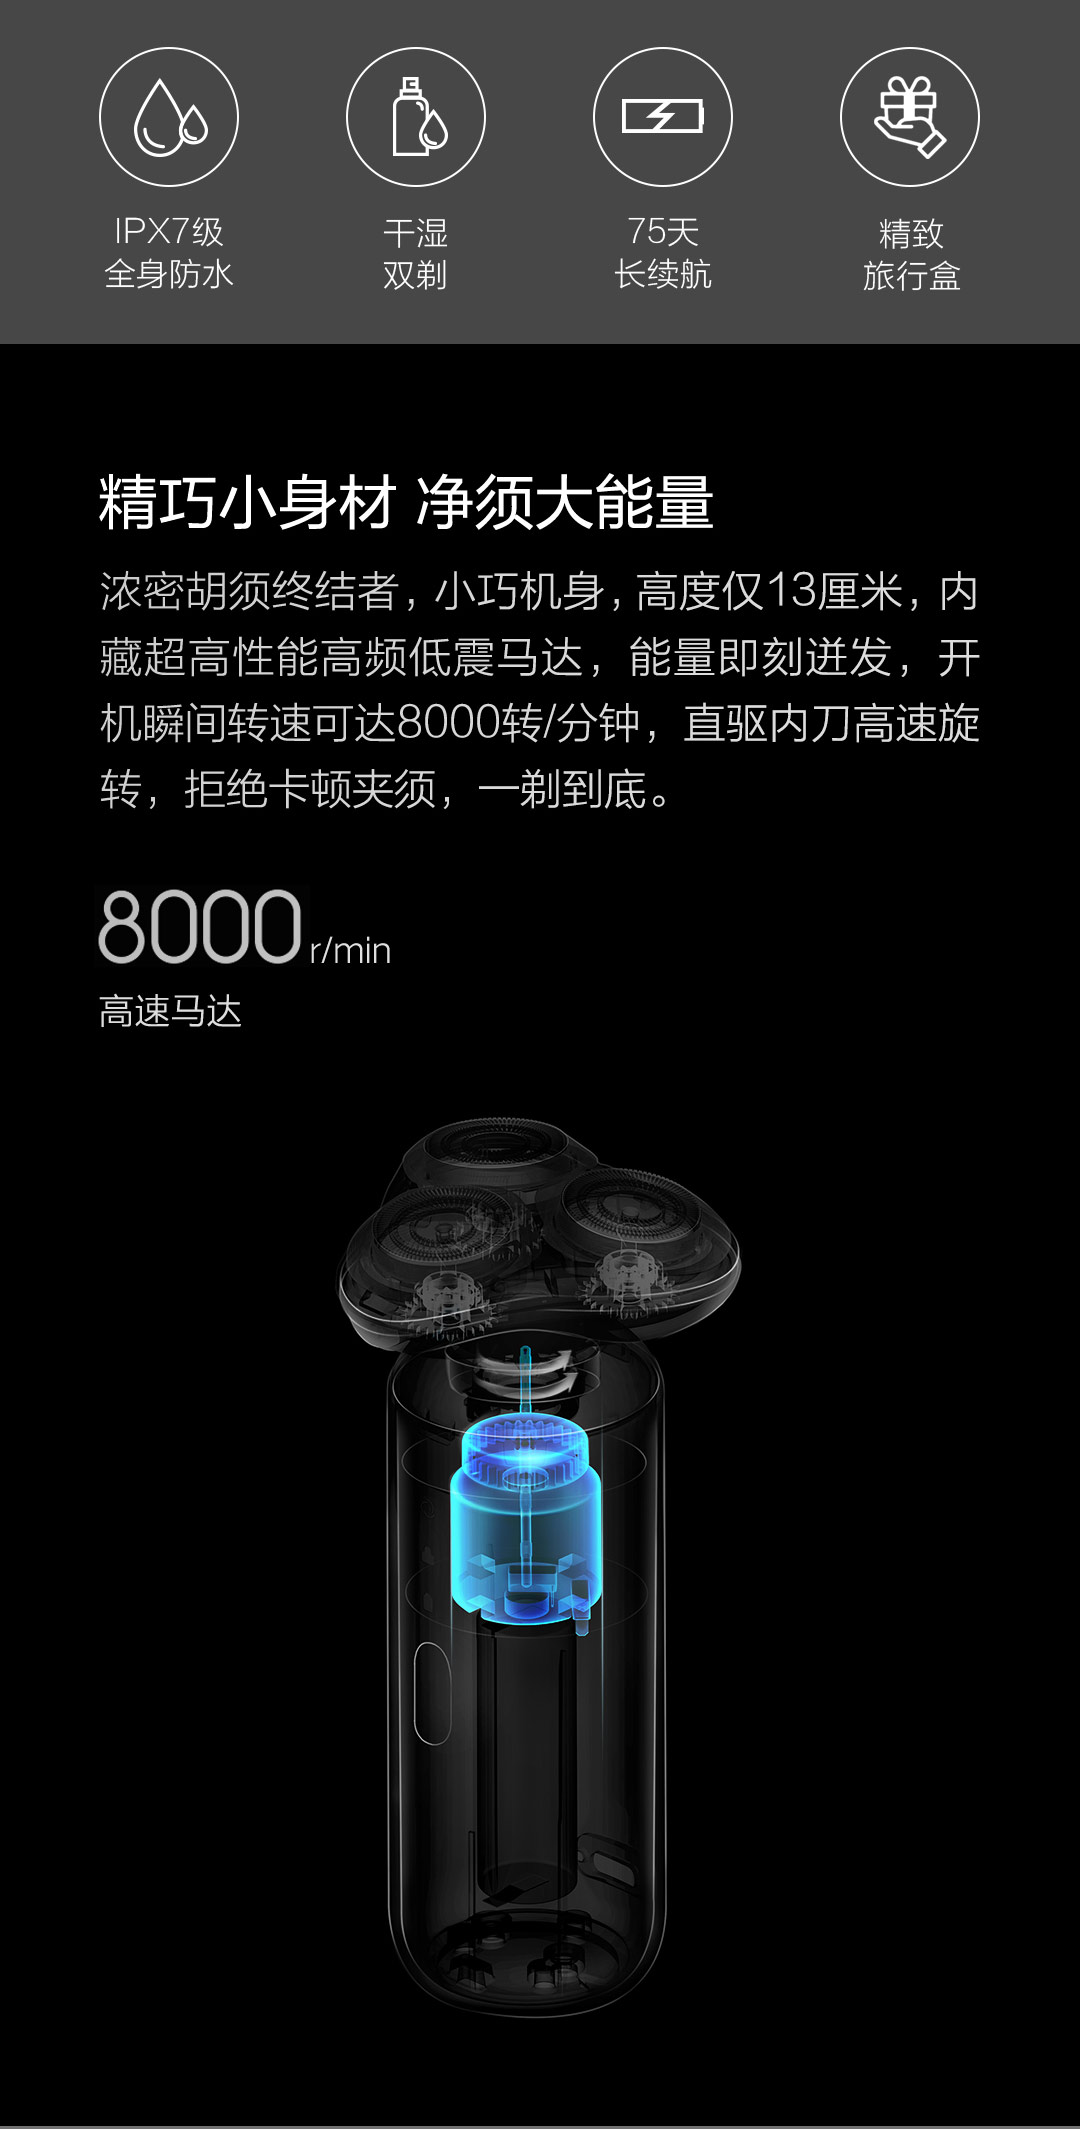 IPX7级
全身防水
干湿
双剃
75天
长续航
精致
旅行盒
精巧小身材 净须大能量
浓密胡须终结者，小巧机身，高度仅13厘米，内
藏超高性能高频低震马达，能量即刻迸发，开
机瞬间转速可达8000转/分钟，直驱内刀高速旋
转，拒绝卡顿夹须，一剃到底。
8000r/min
高速马达